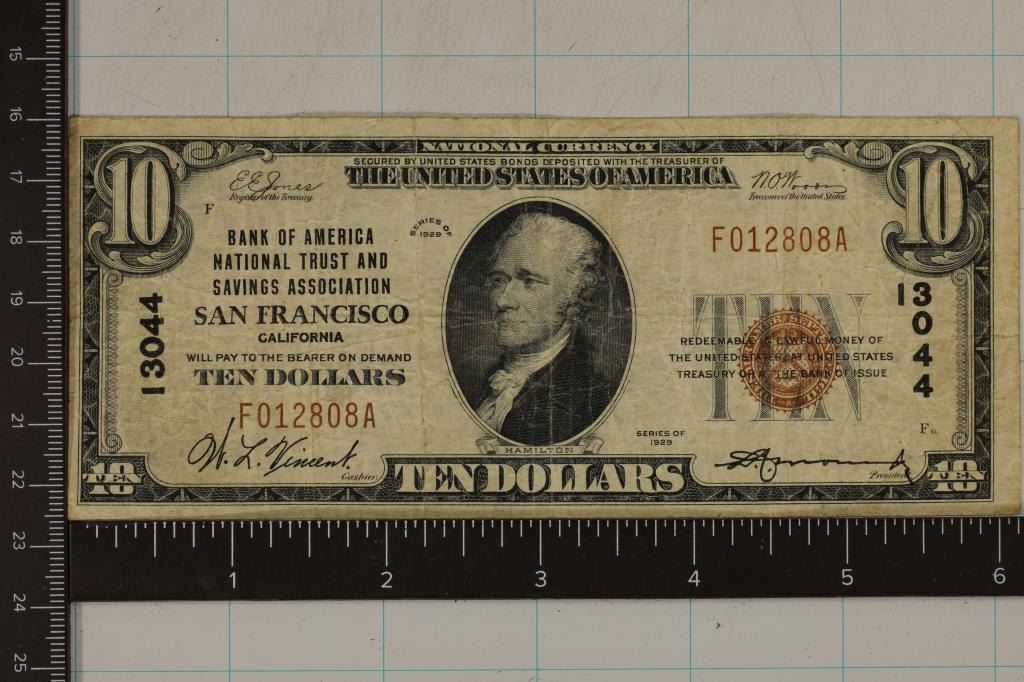 NATIONAL CURRENCY
SECURED BY UNITED STATES BONDS DEPOSITED WITH THE TREASURER OF
THE UNITED STATES OF AMERICA
10
10
E.E. Jones
Register of the Treasury.
W.O. Woods
Treasurer of the United States.
F
SERIES OF
1929
F012808A
BANK OF AMERICA
NATIONAL TRUST AND
SAVINGS ASSOCIATION
SAN FRANCISCO
CALIFORNIA
WILL PAY TO THE BEARER ON DEMAND
TEN DOLLARS
F012808A
13044
13044
TEN
REDEEMABLE IN LAWFUL MONEY OF
THE UNITED STATES AT UNITED STATES
TREASURY OR AT THE BANK OF ISSUE
SERIES OF
1929
F
W. L. Vincent.
Cashier.
HAMILTON
President
10
TEN DOLLARS
10
1 2 3 4 5 6
15
16
17
18
19
20
21
22
23
24
25